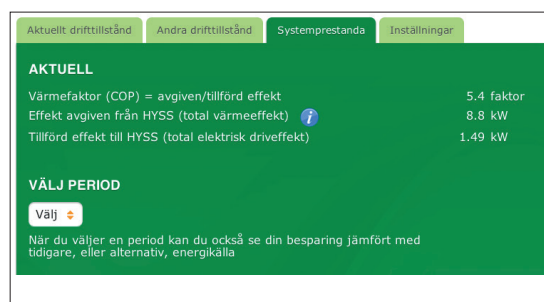 Aktuellt drifttillstånd Andra drifttillstånd Systemprestanda Inställningar
AKTUELL
Värmefaktor (COP) = avgiven/tillförd effekt 5.4 faktor
Effekt avgiven från HYSS (total värmeeffekt) i 8.8 kW
Tillförd effekt till HYSS (total elektrisk driveffekt) 1.49 kW
VÄLJ PERIOD
Välj
När du väljer en period kan du också se din besparing jämfört med
tidigare, eller alternativ, energikälla